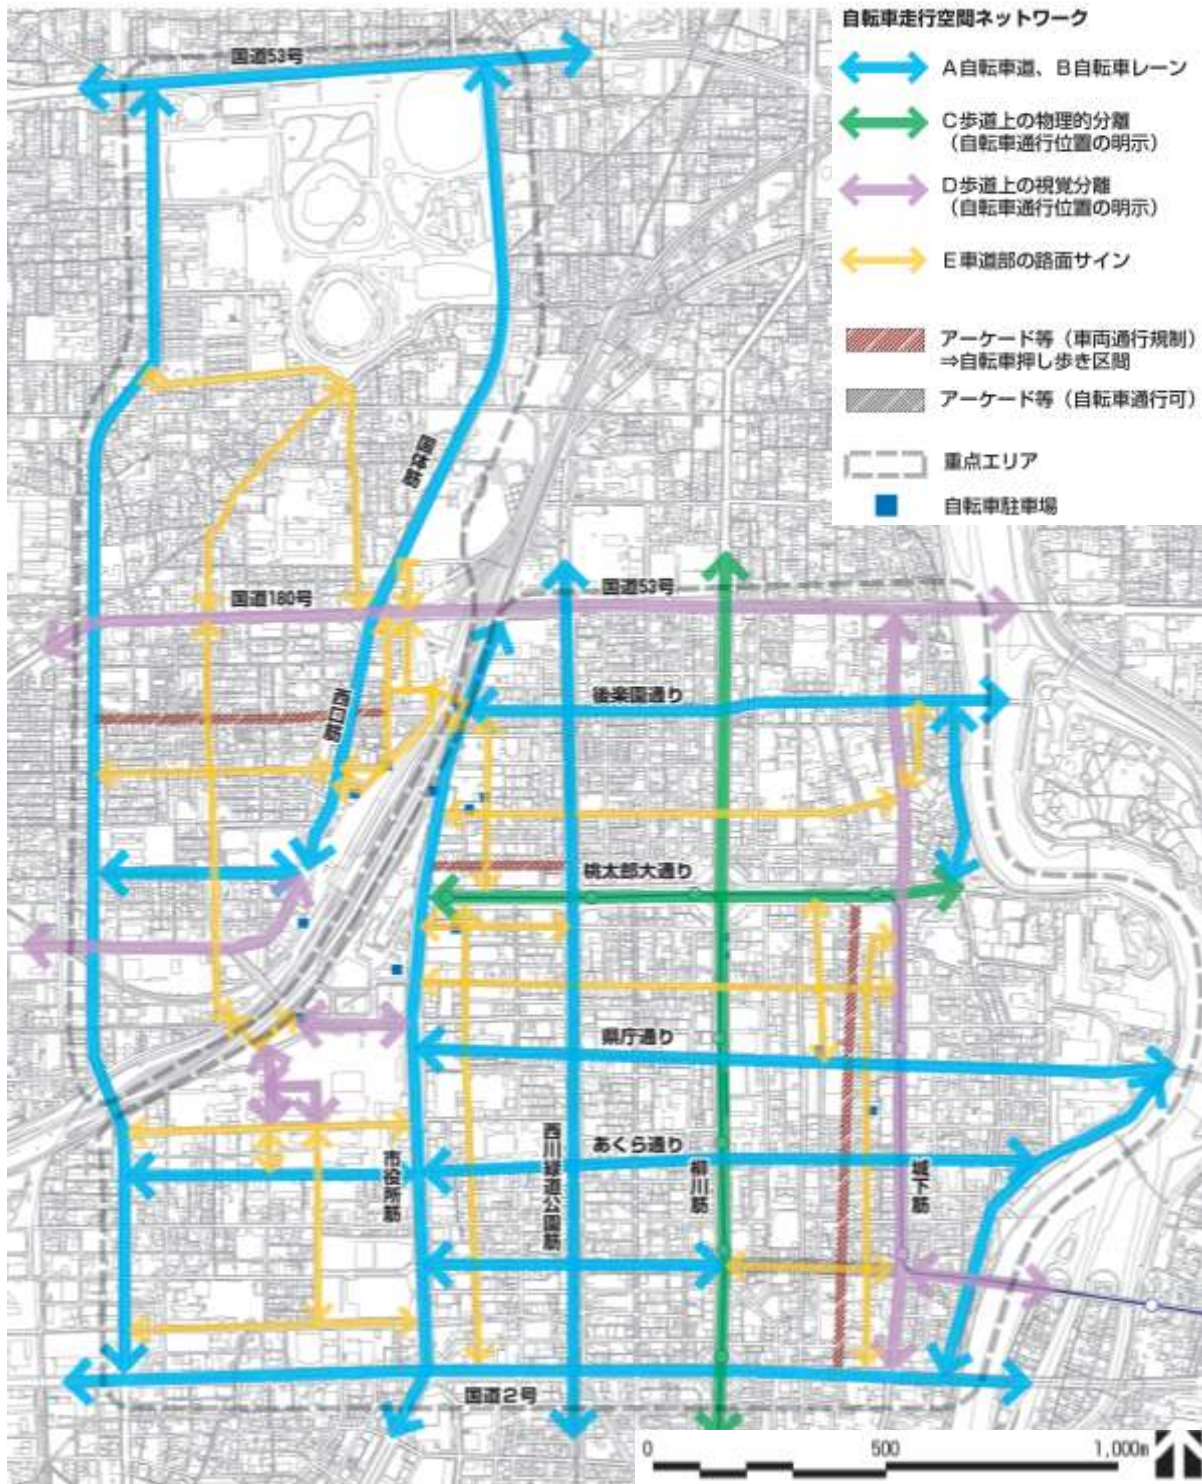 自転車走行空間ネットワーク
A自転車道、B自転車レーン
C歩道上の物理的分離
（自転車通行位置の明示）
D歩道上の視覚分離
（自転車通行位置の明示）
E車道部の路面サイン
アーケード等（車両通行規制）
⇒自転車押し歩き区間
アーケード等（自転車通行可）
重点エリア
自転車駐車場
国道53号
国体筋
国道180号
国道53号
西口筋
後楽園通り
桃太郎大通り
県庁通り
あくら通り
市役所筋
西川緑道公園筋
柳川筋
城下筋
国道2号
0 500 1,000m